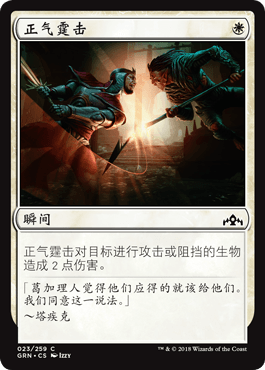 正气霆击
瞬间
正气霆击对目标进行攻击或阻挡的生物
造成2点伤害。
「葛加理人觉得他们应得的就该给他们。
我们同意这一说法。」
～塔疾克
023/259 C
GRN • CS Izzy
™ & © 2018 Wizards of the Coast